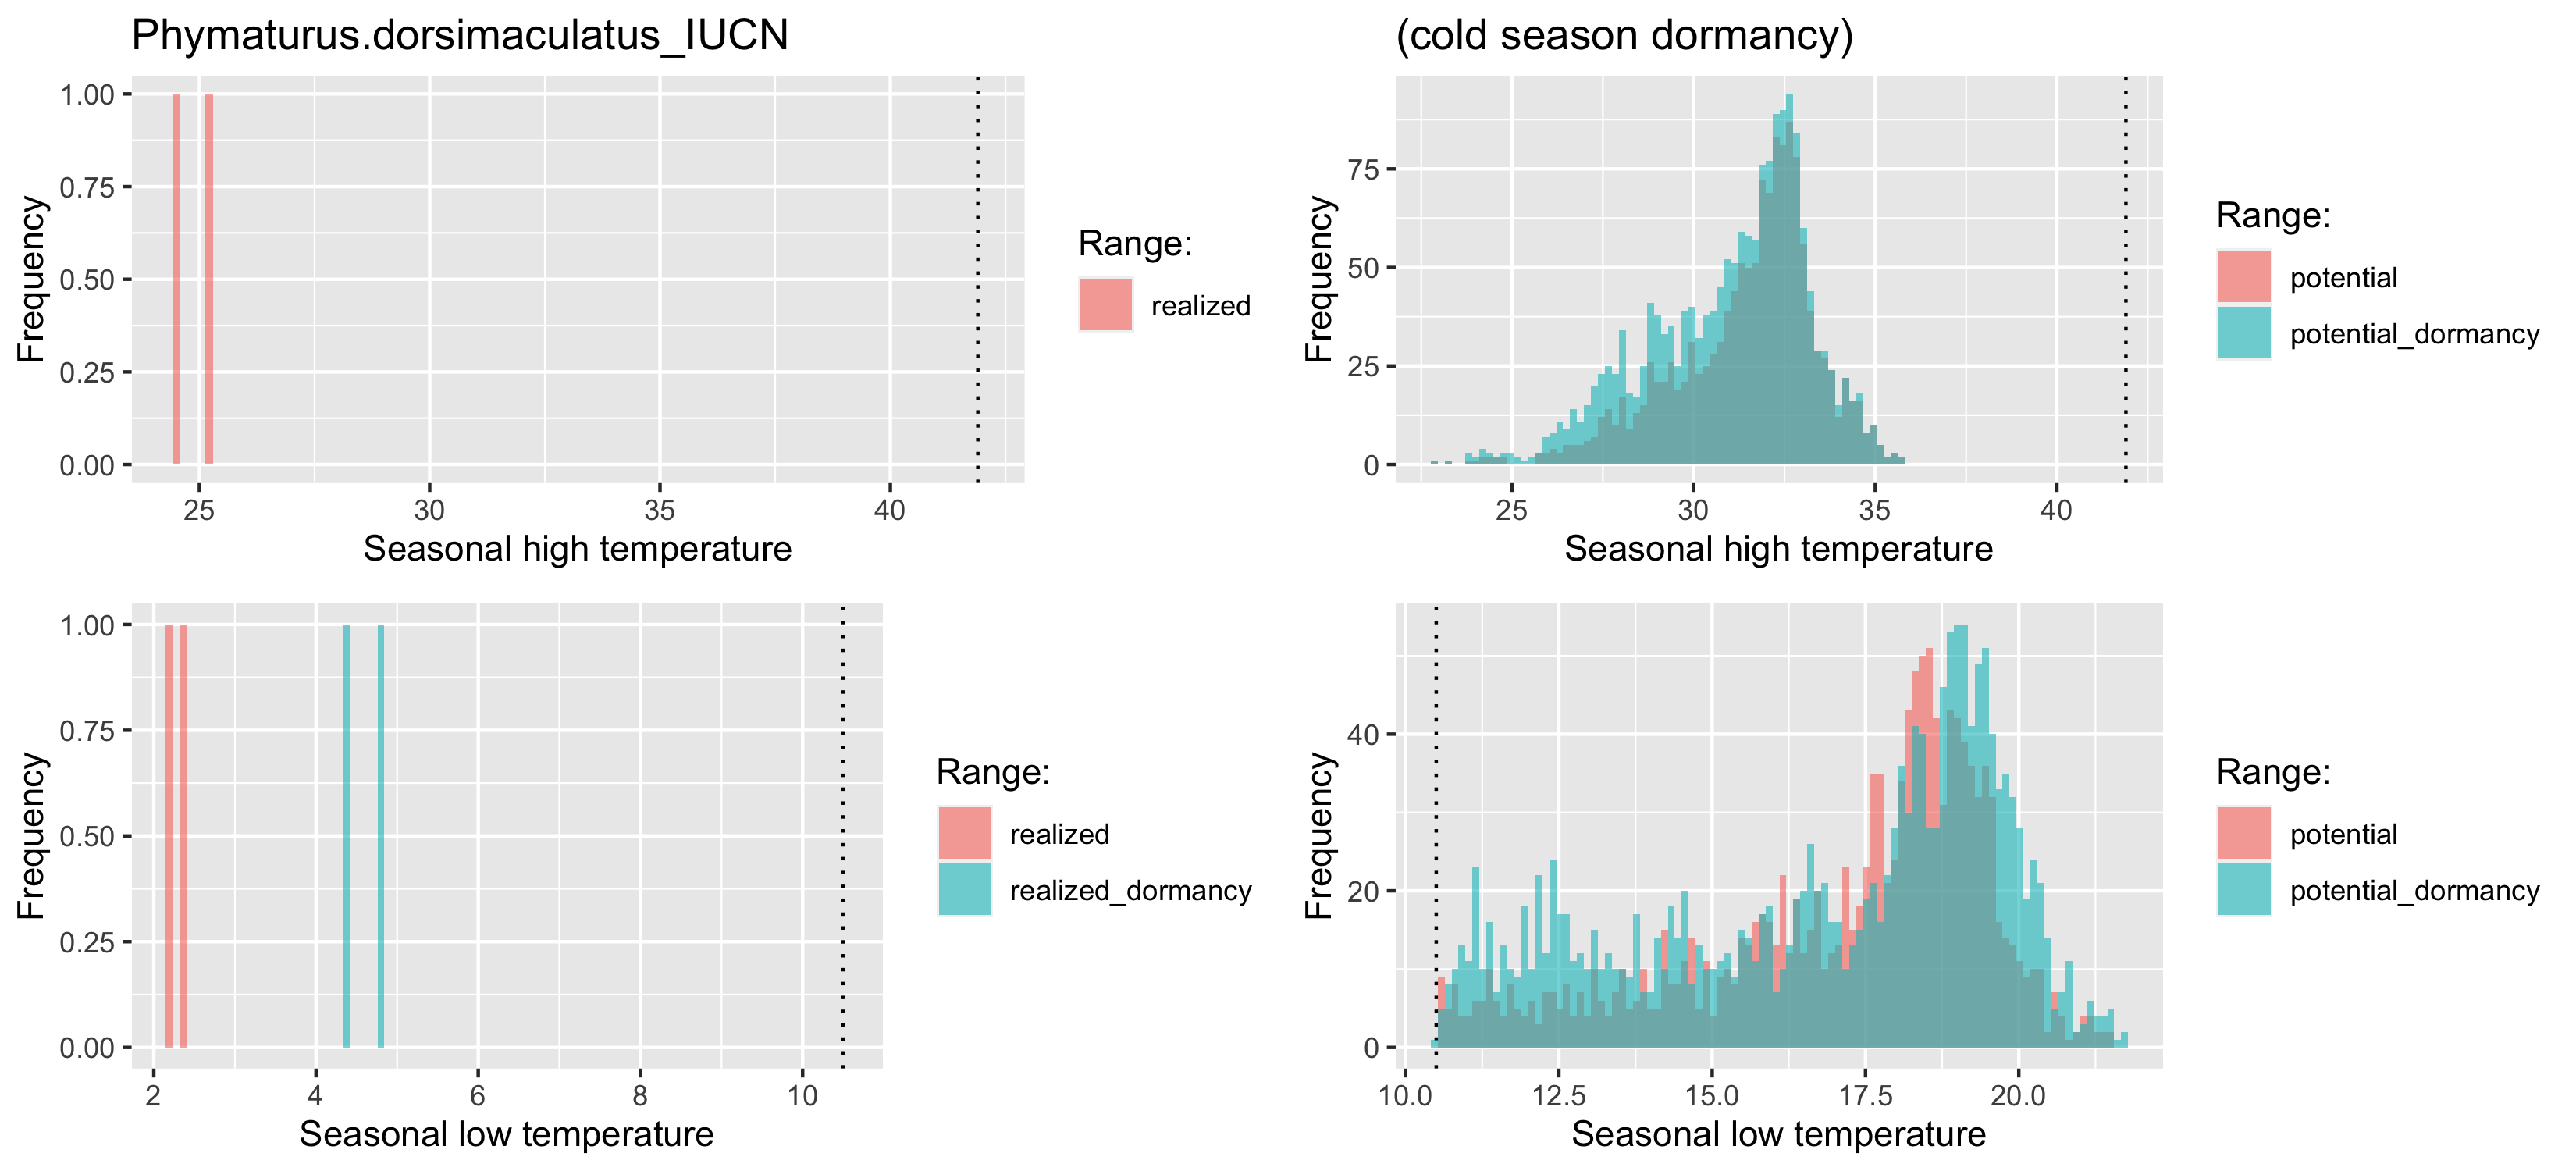 Phymaturus.dorsimaculatus_IUCN
1.00
0.75
0.50
0.25
0.00
Frequency
25 30 35 40
Seasonal high temperature
Range:
realized
(cold season dormancy)
75
50
25
0
Frequency
25 30 35 40
Seasonal high temperature
Range:
potential
potential_dormancy
1.00
0.75
0.50
0.25
0.00
Frequency
2 4 6 8 10
Seasonal low temperature
Range:
realized
realized_dormancy
40
20
0
Frequency
10.0 12.5 15.0 17.5 20.0
Seasonal low temperature
Range:
potential
potential_dormancy